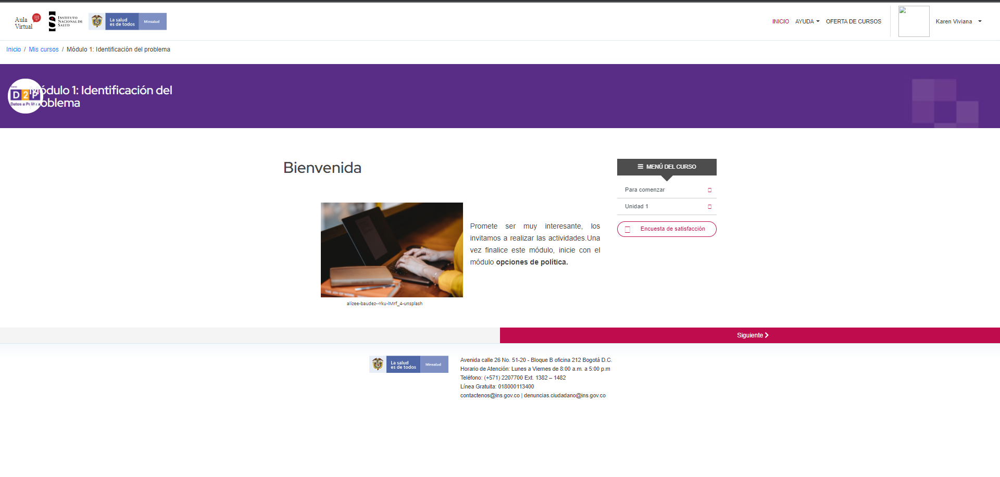 Aula
Virtual
INSTITUTO
NACIONAL DE
SALUD
La salud
es de todos
Minsalud
INICIO
AYUDA
OFERTA DE CURSOS
Karen Viviana
Inicio / Mis cursos / Módulo 1: Identificación del problema
D2P
Datos a Política
Módulo 1: Identificación del
problema
Bienvenida
Promete ser muy interesante, los
invitamos a realizar las actividades.Una
vez finalice este módulo, inicie con el
módulo opciones de política.
alizee-baudez--Yku-lMrf_4-unsplash
MENÚ DEL CURSO
Para comenzar
Unidad 1
Encuesta de satisfacción
Siguiente
La salud
es de todos
Minsalud
Avenida calle 26 No. 51-20 - Bloque B oficina 212 Bogotá D.C.
Horario de Atención: Lunes a Viernes de 8:00 a.m. a 5:00 p.m
Teléfono: (+571) 2207700 Ext. 1382 – 1482
Línea Gratuita: 018000113400
contactenos@ins.gov.co | denuncias.ciudadano@ins.gov.co